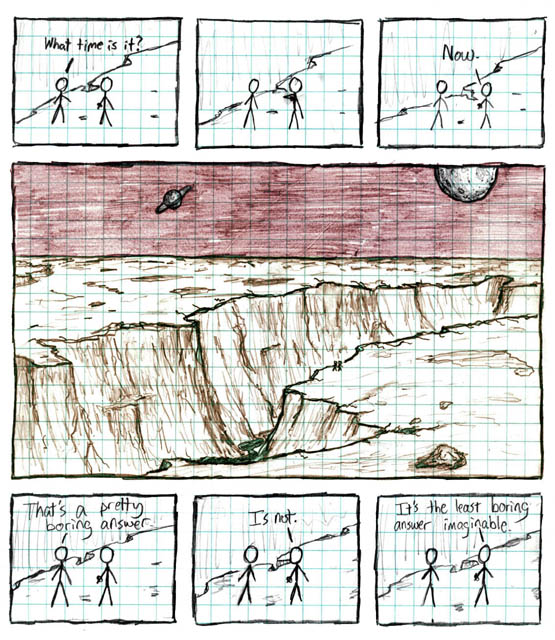 What time is it?
Now.
That's a pretty
boring answer.
Is not.
It's the least boring
answer imaginable.